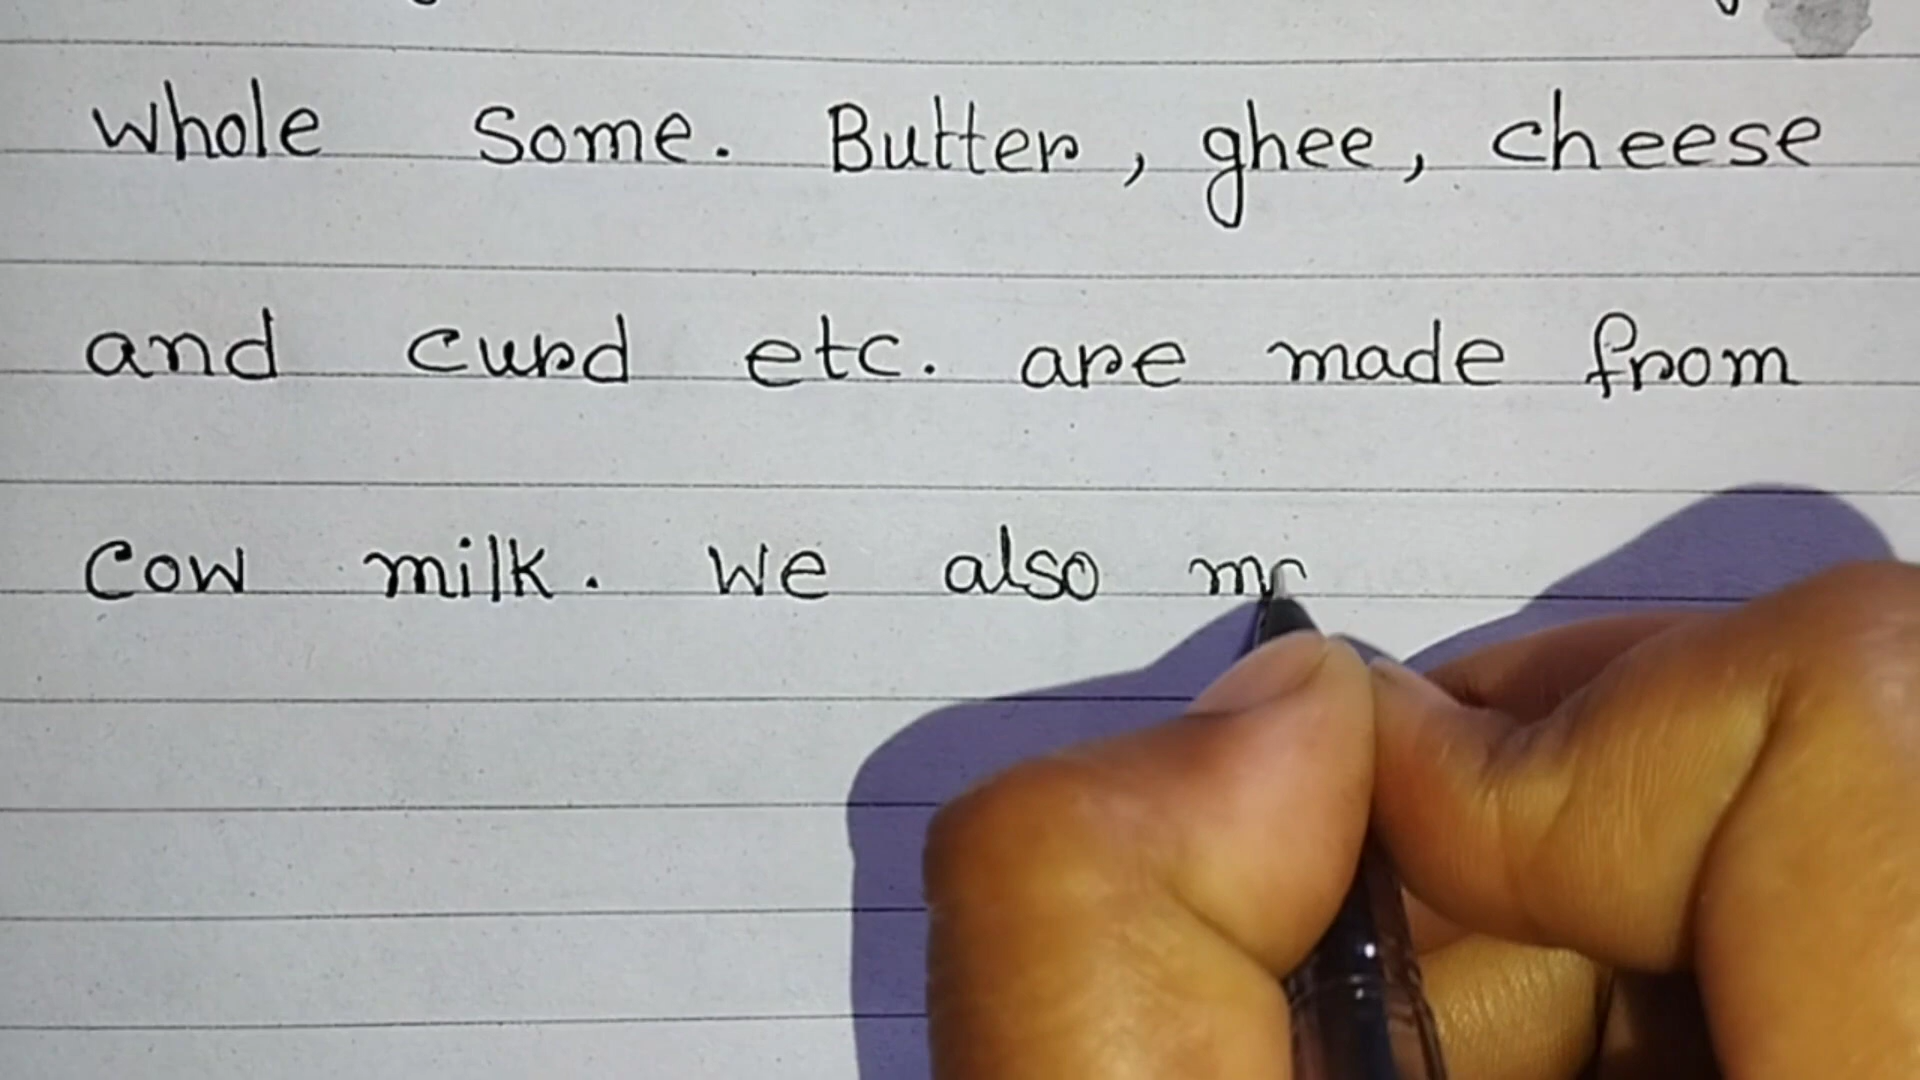 whole some. Butter, ghee, cheese
and curd etc. are made from
cow milk. We also